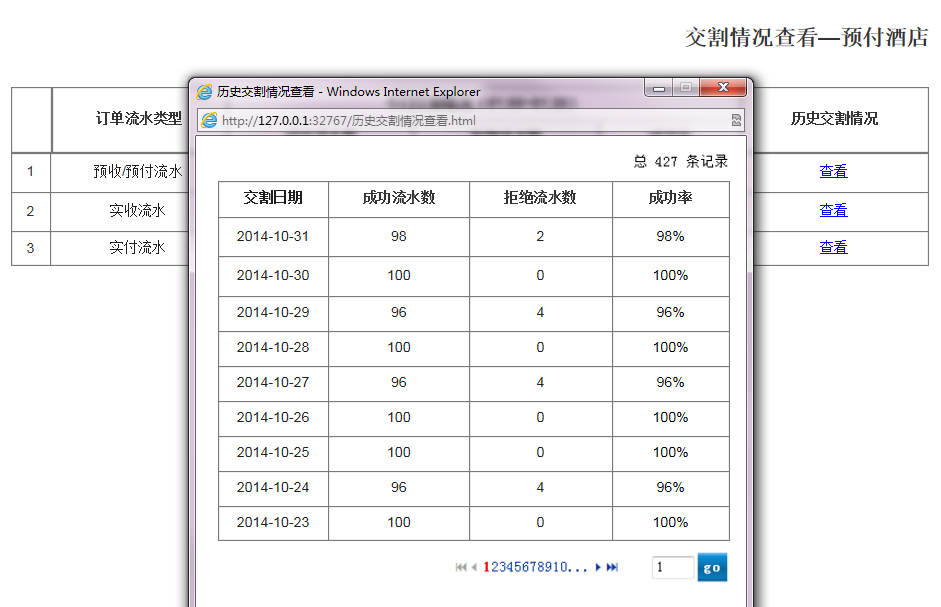 交割情况查看—预付酒店
订单流水类型 历史交割情况
1 预收/预付流水 查看
2 实收流水 查看
3 实付流水 查看
历史交割情况查看 - Windows Internet Explorer
http://127.0.0.1:32767/历史交割情况查看.html
总 427 条记录
交割日期 成功流水数 拒绝流水数 成功率
2014-10-31 98 2 98%
2014-10-30 100 0 100%
2014-10-29 96 4 96%
2014-10-28 100 0 100%
2014-10-27 96 4 96%
2014-10-26 100 0 100%
2014-10-25 100 0 100%
2014-10-24 96 4 96%
2014-10-23 100 0 100%
12345678910... 1 go